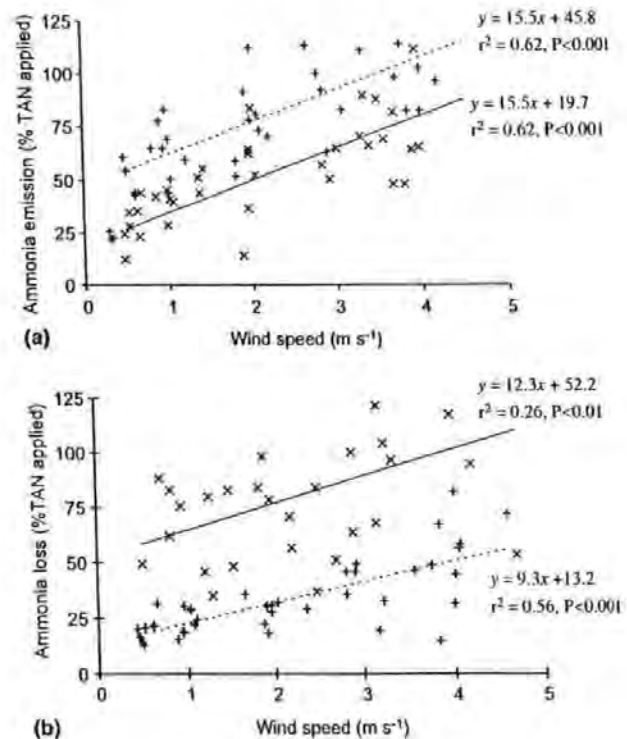 y = 15.5x + 45.8
r² = 0.62, P<0.001
y = 15.5x + 19.7
r² = 0.62, P<0.001
Ammonia emission (% TAN applied)
125
100
75
50
25
0
0 1 2 3 4 5
(a)
Wind speed (m s⁻¹)
y = 12.3x + 52.2
r² = 0.26, P<0.01
y = 9.3x+13.2
r² = 0.56, P<0.001
Ammonia loss (%TAN applied)
125
100
75
50
25
0
0 1 2 3 4 5
(b)
Wind speed (m s⁻¹)